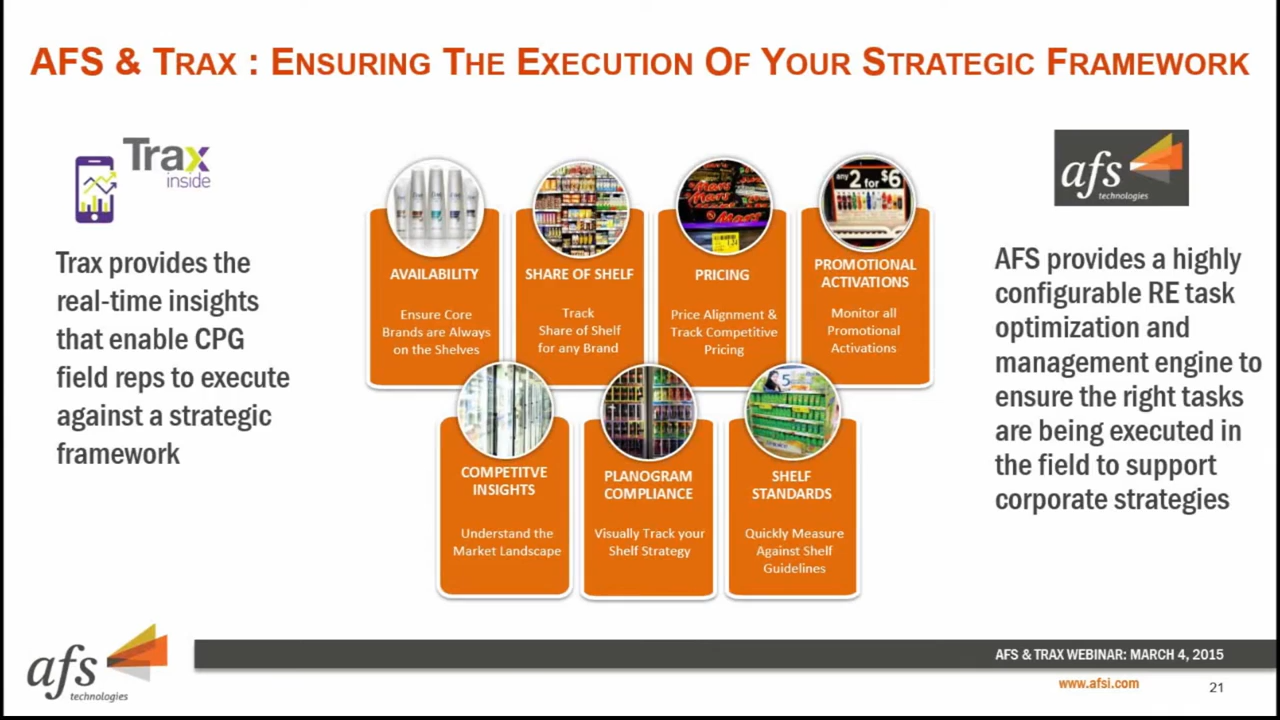 AFS & TRAX : ENSURING THE EXECUTION OF YOUR STRATEGIC FRAMEWORK
Trax
inside
Trax provides the
real-time insights
that enable CPG
field reps to execute
against a strategic
framework
AVAILABILITY
Ensure Core
Brands are Always
on the Shelves
SHARE OF SHELF
Track
Share of Shelf
for any Brand
Mars
Mars
PRICING
Price Alignment &
Track Competitive
Pricing
any 2 for $6
PROMOTIONAL
ACTIVATIONS
Monitor all
Promotional
Activations
COMPETITVE
INSIGHTS
Understand the
Market Landscape
PLANOGRAM
COMPLIANCE
Visually Track your
Shelf Strategy
SHELF
STANDARDS
Quickly Measure
Against Shelf
Guidelines
afs
technologies
AFS provides a highly
configurable RE task
optimization and
management engine to
ensure the right tasks
are being executed in
the field to support
corporate strategies
afs
technologies
AFS & TRAX WEBINAR: MARCH 4, 2015
www.afsi.com
21